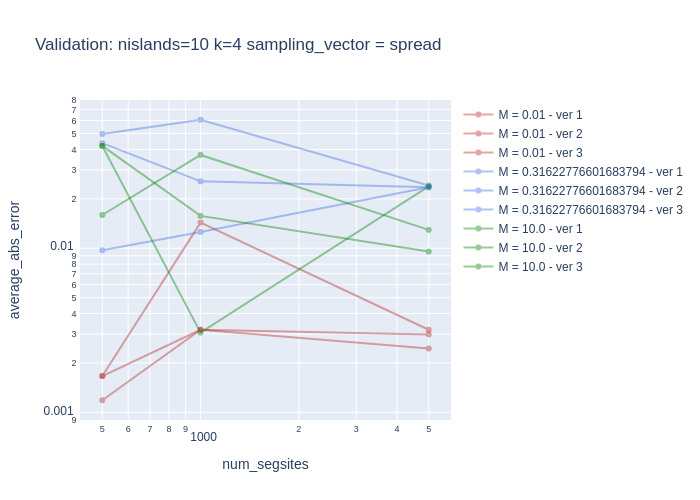 Validation: nislands=10 k=4 sampling_vector = spread
8
7
6
5
4
3
2
0.01
9
8
7
6
5
4
3
2
0.001
9
average_abs_error
5 6 7 8 9 1000 2 3 4 5
num_segsites
M = 0.01 - ver 1
M = 0.01 - ver 2
M = 0.01 - ver 3
M = 0.31622776601683794 - ver 1
M = 0.31622776601683794 - ver 2
M = 0.31622776601683794 - ver 3
M = 10.0 - ver 1
M = 10.0 - ver 2
M = 10.0 - ver 3